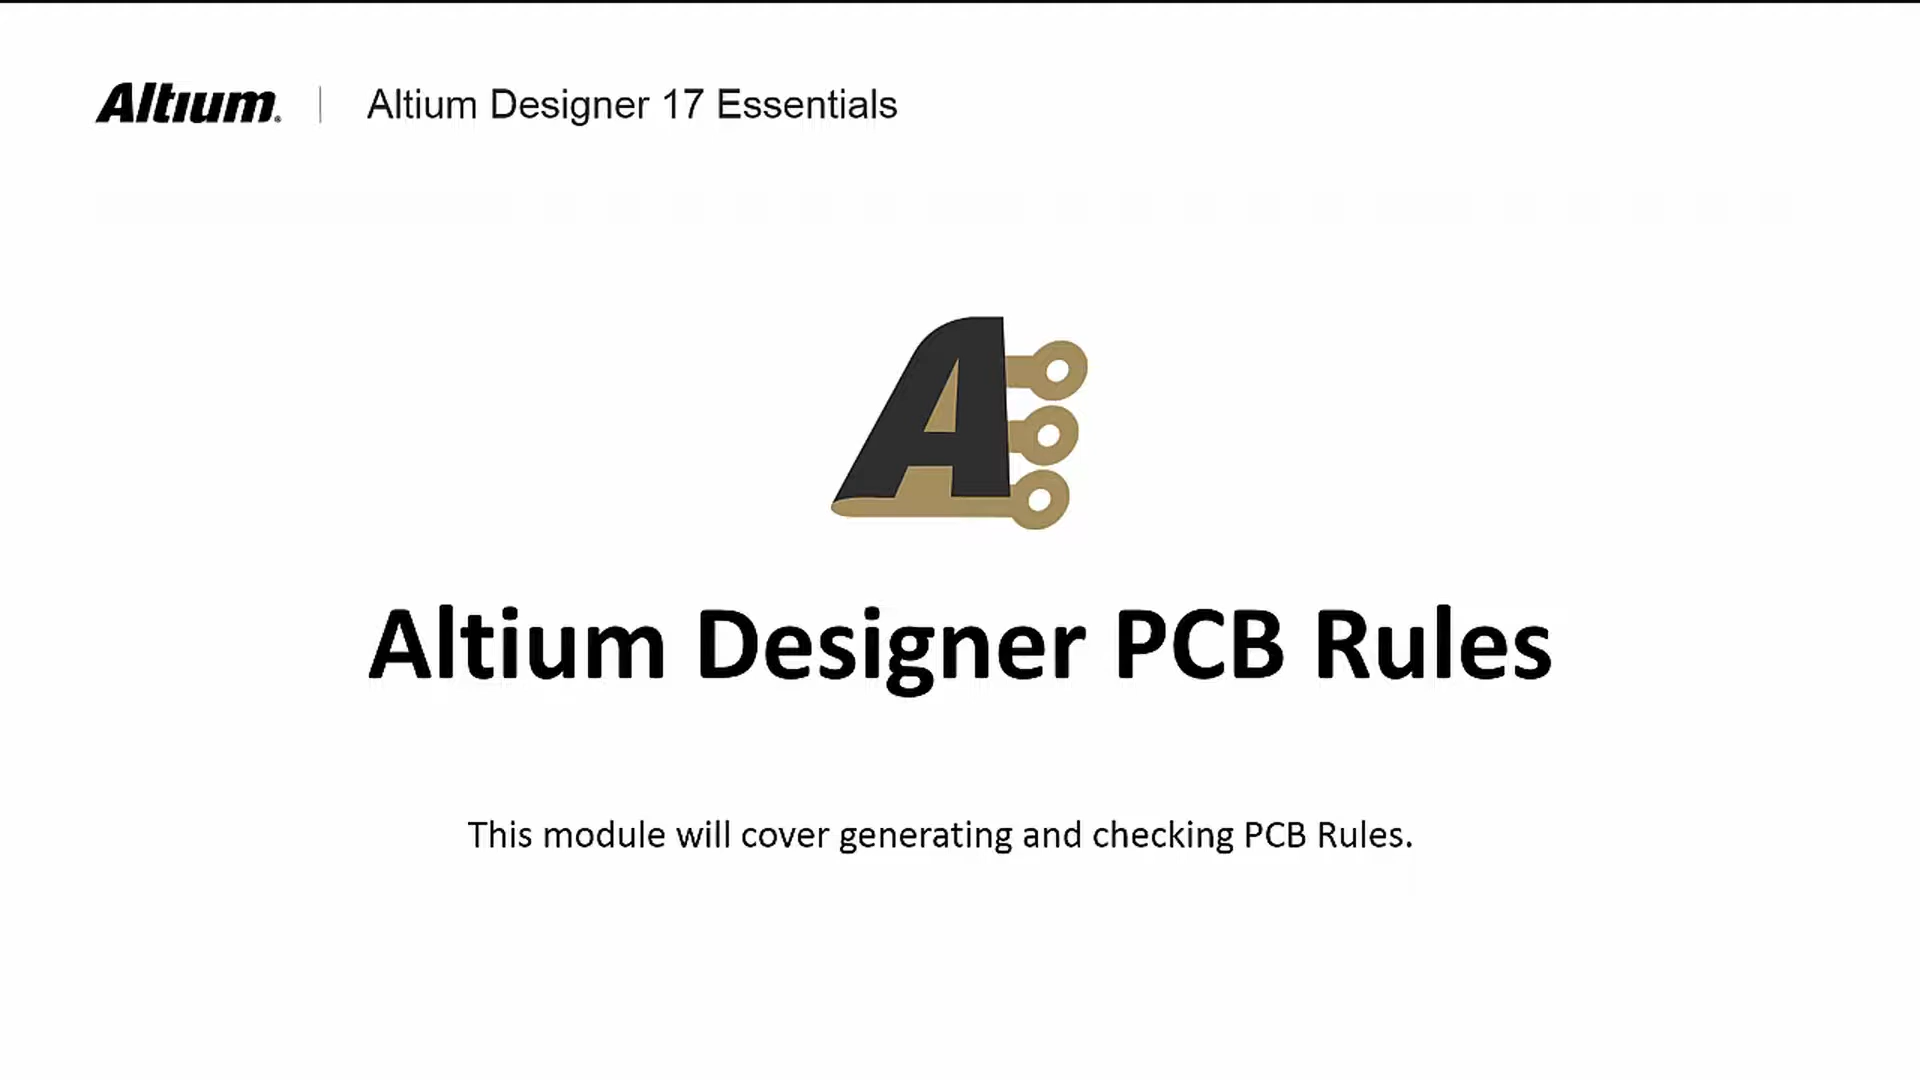 Altium. | Altium Designer 17 Essentials
A
Altium Designer PCB Rules
This module will cover generating and checking PCB Rules.